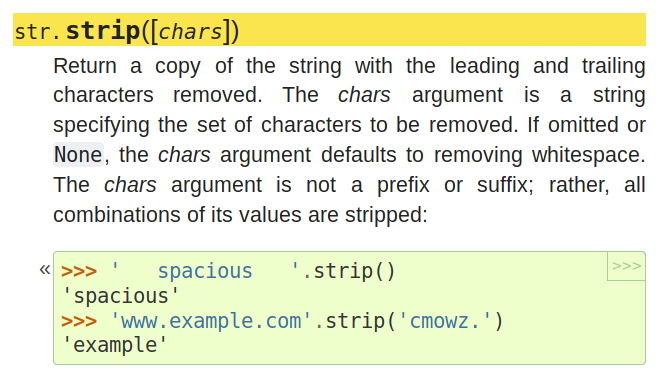 str.strip([chars])
Return a copy of the string with the leading and trailing
characters removed. The chars argument is a string
specifying the set of characters to be removed. If omitted or
None, the chars argument defaults to removing whitespace.
The chars argument is not a prefix or suffix; rather, all
combinations of its values are stripped:
«
>>> '   spacious   '.strip()
>>>
'spacious'
>>> 'www.example.com'.strip('cmowz.')
'example'